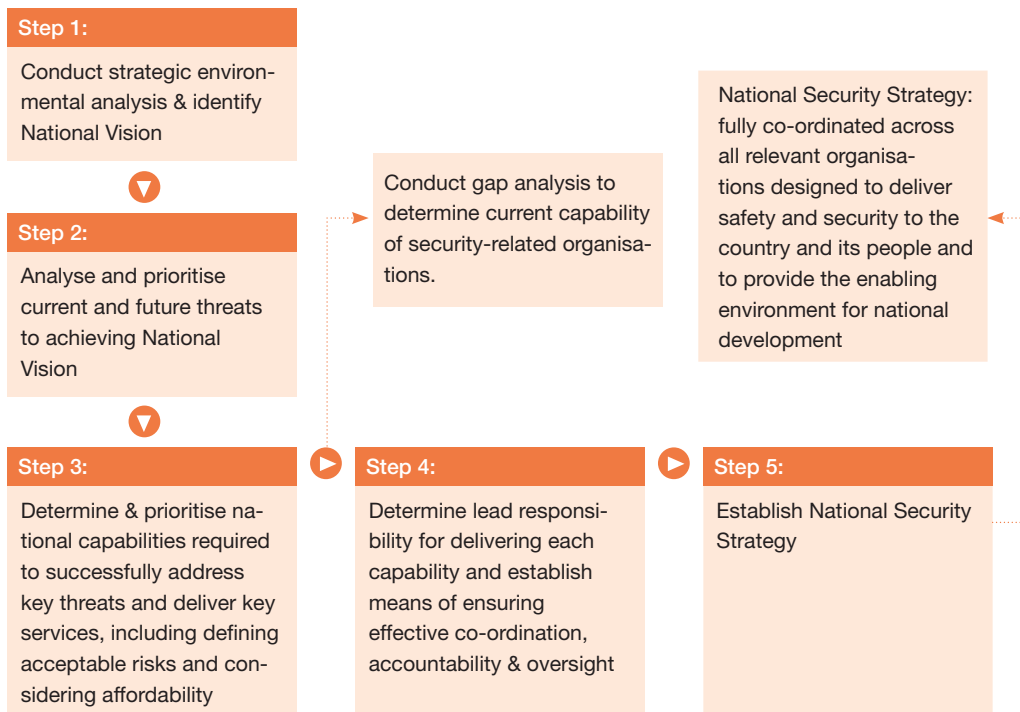 Step 1:
Conduct strategic environ-
mental analysis & identify
National Vision
Step 2:
Analyse and prioritise
current and future threats
to achieving National
Vision
Step 3:
Determine & prioritise na-
tional capabilities required
to successfully address
key threats and deliver key
services, including defining
acceptable risks and con-
sidering affordability
Conduct gap analysis to
determine current capability
of security-related organisa-
tions.
Step 4:
Determine lead responsi-
bility for delivering each
capability and establish
means of ensuring
effective co-ordination,
accountability & oversight
Step 5:
Establish National Security
Strategy
National Security Strategy:
fully co-ordinated across
all relevant organisa-
tions designed to deliver
safety and security to the
country and its people and
to provide the enabling
environment for national
development